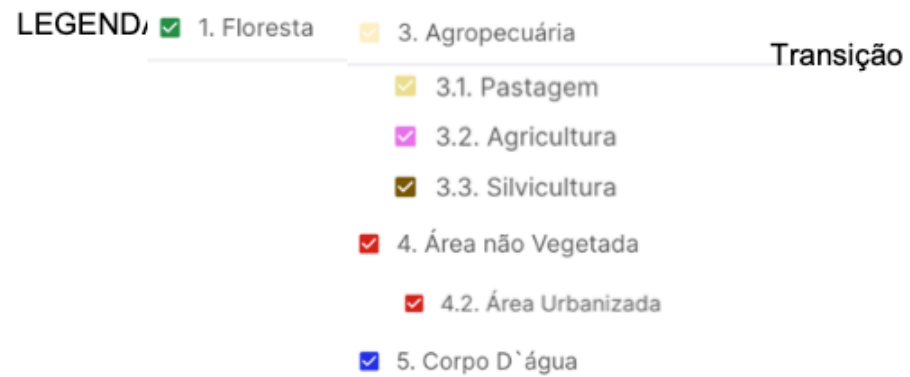 LEGENDA
1. Floresta
3. Agropecuária
Transição
3.1. Pastagem
3.2. Agricultura
3.3. Silvicultura
4. Área não Vegetada
4.2. Área Urbanizada
5. Corpo D`água